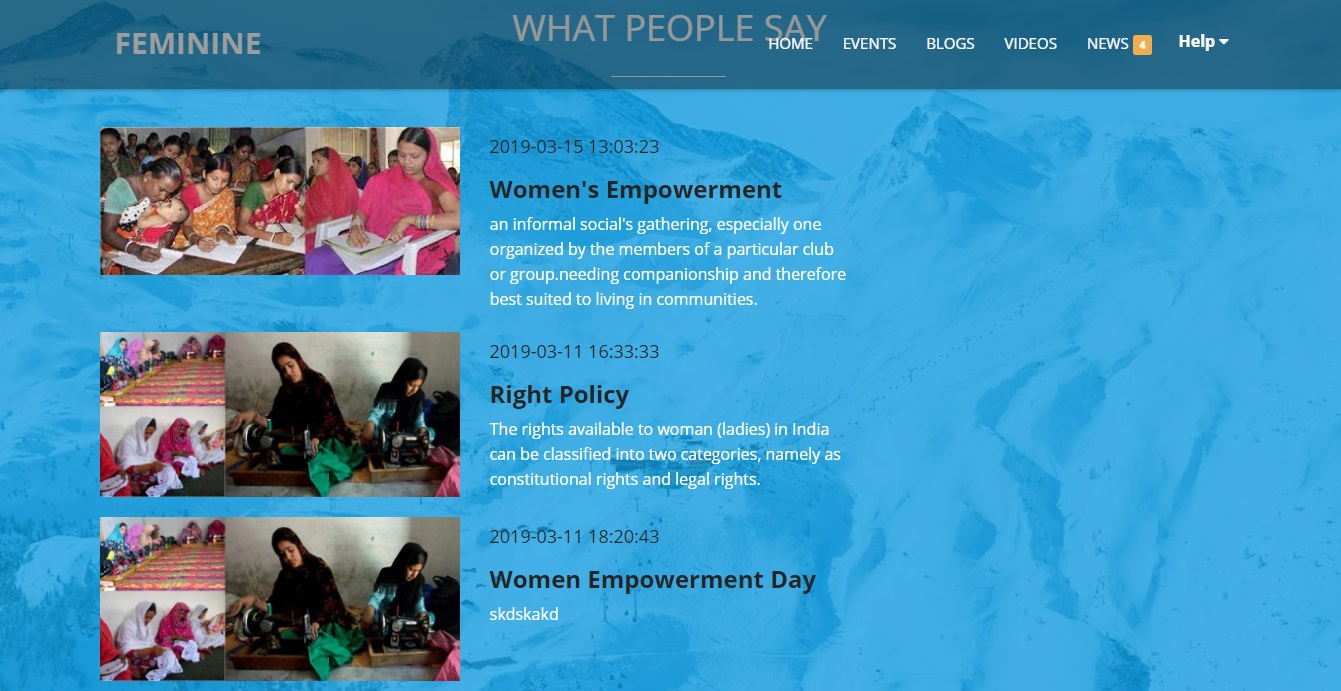 WHAT PEOPLE SAY
FEMININE
HOME EVENTS BLOGS VIDEOS NEWS 4 Help
2019-03-15 13:03:23
Women's Empowerment
an informal social's gathering, especially one
organized by the members of a particular club
or group.needing companionship and therefore
best suited to living in communities.
2019-03-11 16:33:33
Right Policy
The rights available to woman (ladies) in India
can be classified into two categories, namely as
constitutional rights and legal rights.
2019-03-11 18:20:43
Women Empowerment Day
skdskakd